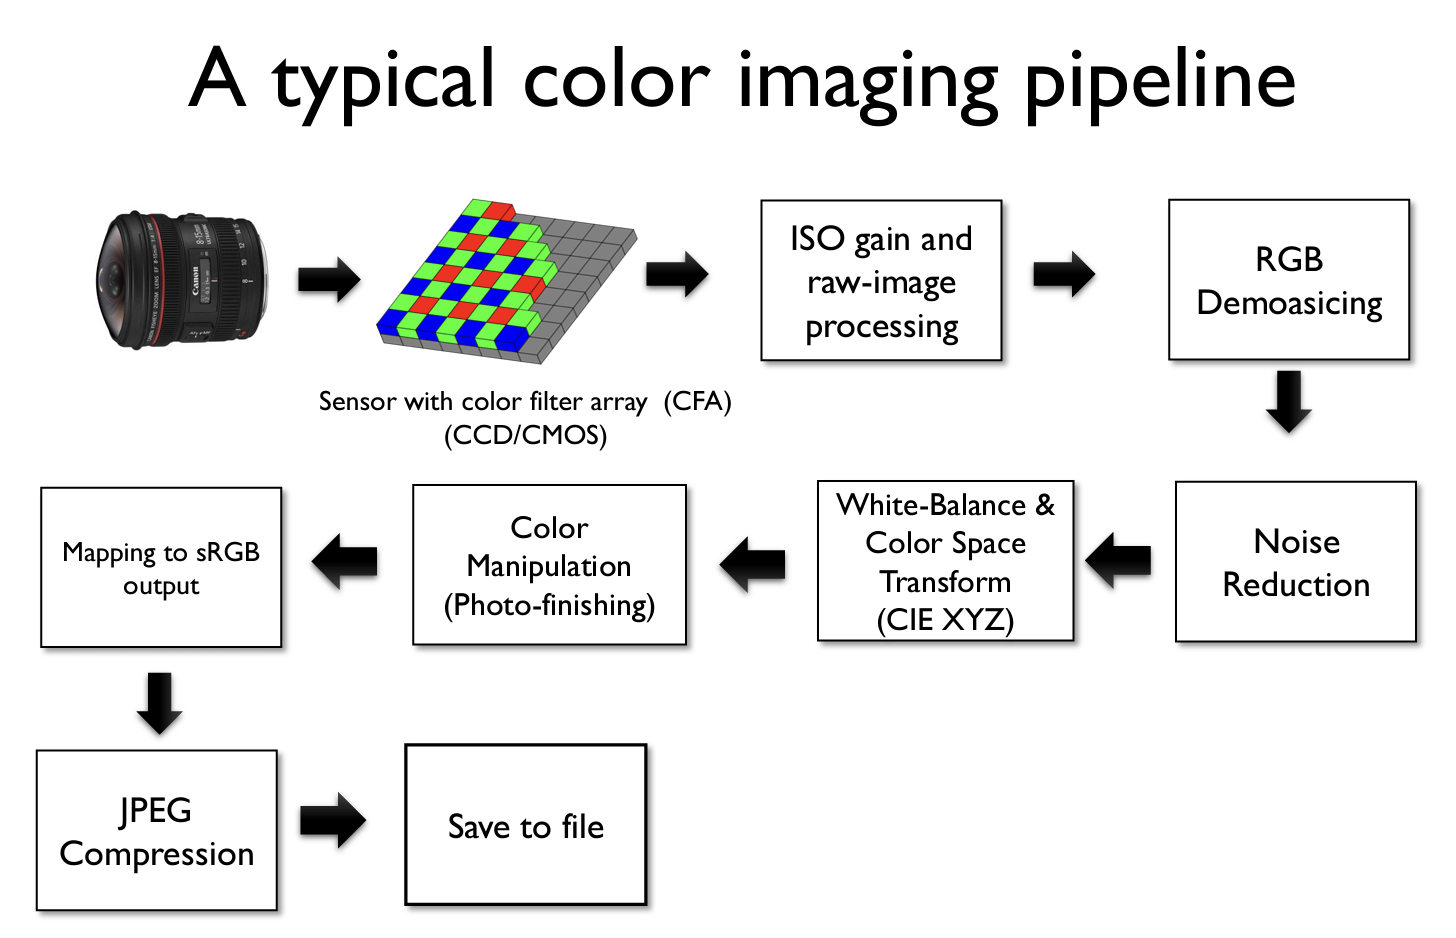 A typical color imaging pipeline
Canon
Sensor with color filter array (CFA)
(CCD/CMOS)
ISO gain and
raw-image
processing
RGB
Demoasicing
Noise
Reduction
White-Balance &
Color Space
Transform
(CIE XYZ)
Color
Manipulation
(Photo-finishing)
Mapping to sRGB
output
JPEG
Compression
Save to file